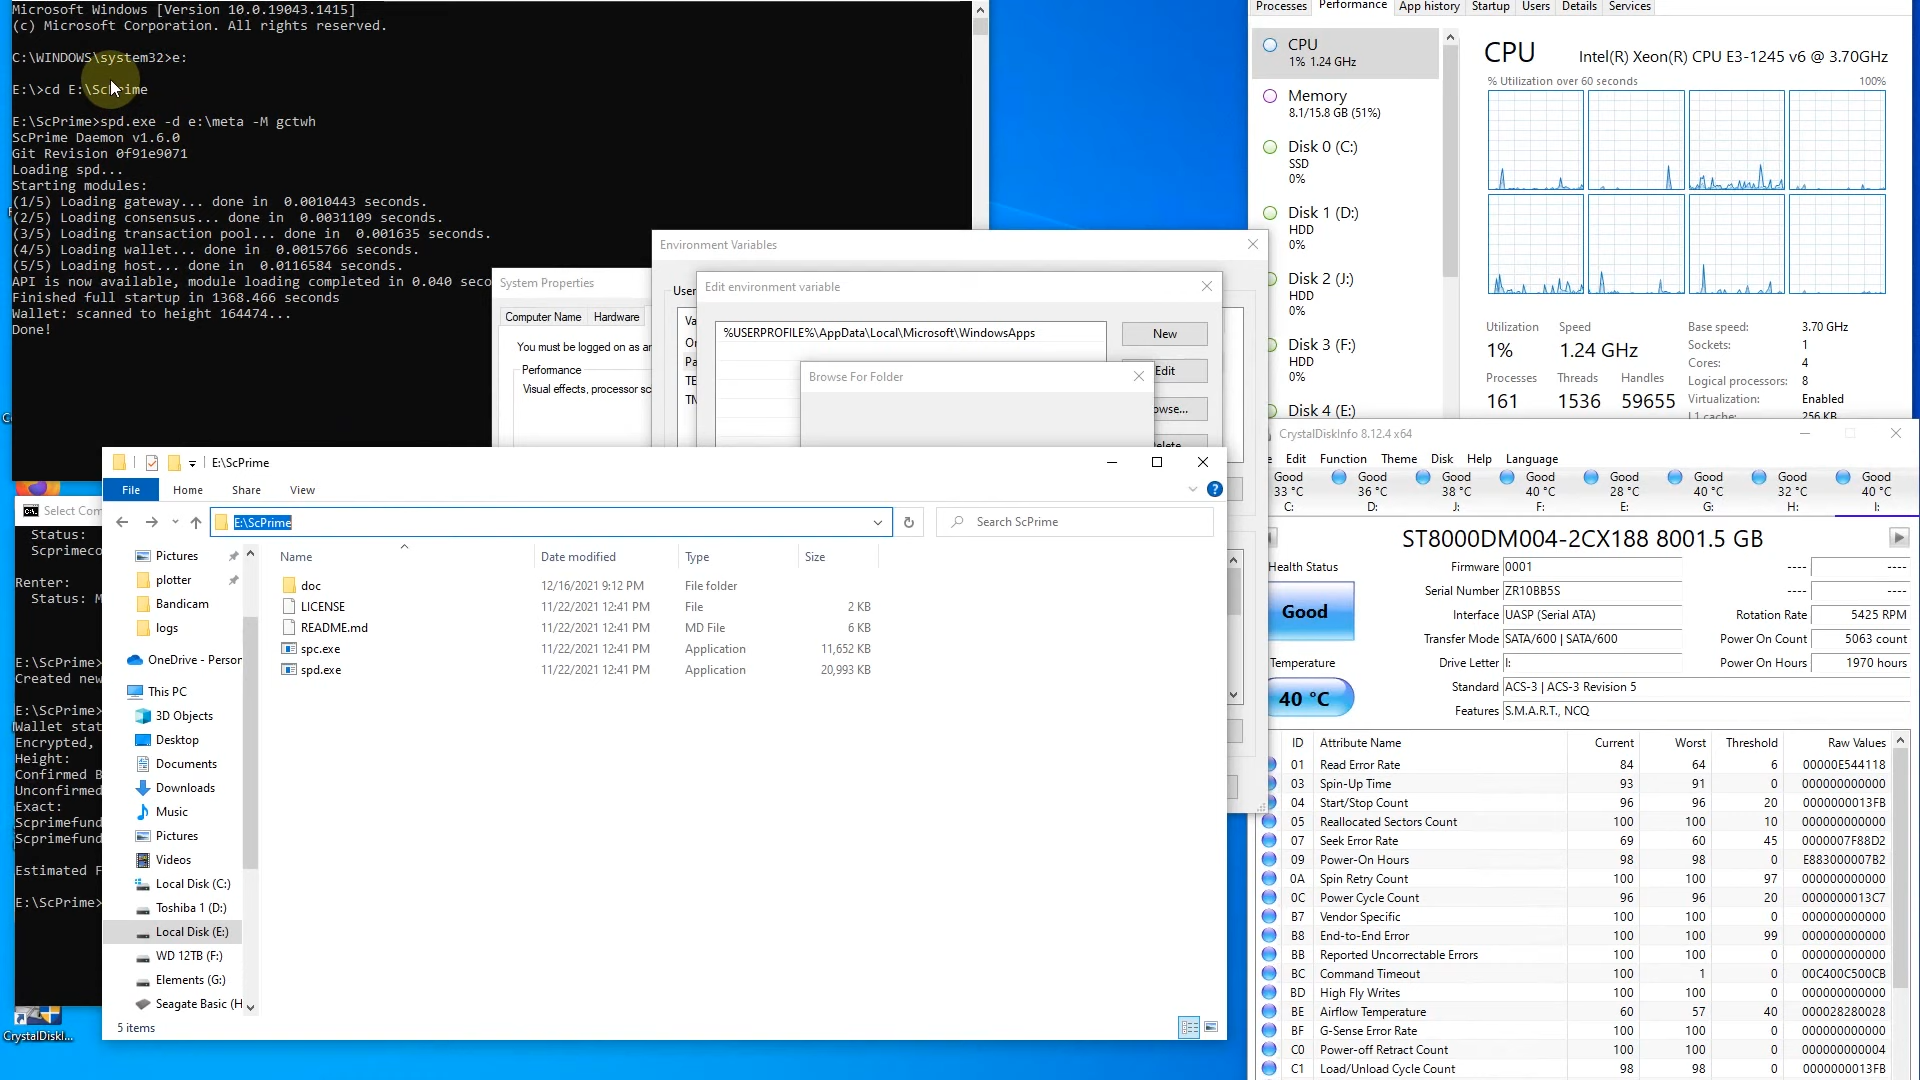 Microsoft Windows [Version 10.0.19043.1415]
(c) Microsoft Corporation. All rights reserved.
C:\WINDOWS\system32>e:
E:\>cd E:\ScPrime
E:\ScPrime>spd.exe -d e:\meta -M gctwh
ScPrime Daemon v1.6.0
Git Revision 0f91e9071
Loading spd...
Starting modules:
(1/5) Loading gateway... done in  0.0010443 seconds.
(2/5) Loading consensus... done in  0.0031109 seconds.
(3/5) Loading transaction pool... done in  0.001635 seconds.
(4/5) Loading wallet... done in  0.0015766 seconds.
(5/5) Loading host... done in  0.0116584 seconds.
API is now available, module loading completed in 0.040 seco
Finished full startup in 1368.466 seconds
Wallet: scanned to height 164474...
Done!
System Properties
Computer Name
Hardware
You must be logged on as an
Performance
Visual effects, processor sc
Environment Variables
User
Edit environment variable
%USERPROFILE%\AppData\Local\Microsoft\WindowsApps
New
Edit
Browse For Folder
Select Com
Status:
Scprimeco
Renter:
Status: M
E:\ScPrime>
Created new
E:\ScPrime>
Wallet stat
Encrypted,
Height:
Confirmed B
Unconfirmed
Exact:
Scprimefund
Scprimefund
Estimated F
E:\ScPrime>
CrystalDiskI...
E:\ScPrime
File
Home
Share
View
E:\ScPrime
Search ScPrime
Pictures
plotter
Bandicam
logs
OneDrive - Person
This PC
3D Objects
Desktop
Documents
Downloads
Music
Pictures
Videos
Local Disk (C:)
Toshiba 1 (D:)
Local Disk (E:)
WD 12TB (F:)
Elements (G:)
Seagate Basic (H
Name Date modified Type Size
doc 12/16/2021 9:12 PM File folder
LICENSE 11/22/2021 12:41 PM File 2 KB
README.md 11/22/2021 12:41 PM MD File 6 KB
spc.exe 11/22/2021 12:41 PM Application 11,652 KB
spd.exe 11/22/2021 12:41 PM Application 20,993 KB
5 items
Processes Performance App history Startup Users Details Services
CPU
1% 1.24 GHz
Memory
8.1/15.8 GB (51%)
Disk 0 (C:)
SSD
0%
Disk 1 (D:)
HDD
0%
Disk 2 (J:)
HDD
0%
Disk 3 (F:)
HDD
0%
Disk 4 (E:)
CPU
Intel(R) Xeon(R) CPU E3-1245 v6 @ 3.70GHz
% Utilization over 60 seconds 100%
Utilization Speed
1% 1.24 GHz
Processes Threads Handles
161 1536 59655
Base speed: 3.70 GHz
Sockets: 1
Cores: 4
Logical processors: 8
Virtualization: Enabled
L1 cache: 256 KB
CrystalDiskInfo 8.12.4 x64
Edit Function Theme Disk Help Language
Good Good Good Good Good Good Good Good
33 °C 36 °C 38 °C 40 °C 28 °C 40 °C 32 °C 40 °C
C: D: J: F: E: G: H: I:
ST8000DM004-2CX188 8001.5 GB
Health Status
Good
Temperature
40 °C
Firmware 0001 ---- ----
Serial Number ZR10BB5S ---- ----
Interface UASP (Serial ATA) Rotation Rate 5425 RPM
Transfer Mode SATA/600 | SATA/600 Power On Count 5063 count
Drive Letter I: Power On Hours 1970 hours
Standard ACS-3 | ACS-3 Revision 5
Features S.M.A.R.T., NCQ
ID Attribute Name Current Worst Threshold Raw Values
01 Read Error Rate 84 64 6 00000E544118
03 Spin-Up Time 93 91 0 000000000000
04 Start/Stop Count 96 96 20 0000000013FB
05 Reallocated Sectors Count 100 100 10 000000000000
07 Seek Error Rate 69 60 45 0000007F88D2
09 Power-On Hours 98 98 0 E883000007B2
0A Spin Retry Count 100 100 97 000000000000
0C Power Cycle Count 96 96 20 0000000013C7
B7 Vendor Specific 100 100 0 000000000000
B8 End-to-End Error 100 100 99 000000000000
BB Reported Uncorrectable Errors 100 100 0 000000000000
BC Command Timeout 100 1 0 00C400C500CB
BD High Fly Writes 100 100 0 000000000000
BE Airflow Temperature 60 57 40 000028280028
BF G-Sense Error Rate 100 100 0 000000000000
C0 Power-off Retract Count 100 100 0 000000000004
C1 Load/Unload Cycle Count 98 98 0 0000000013FB